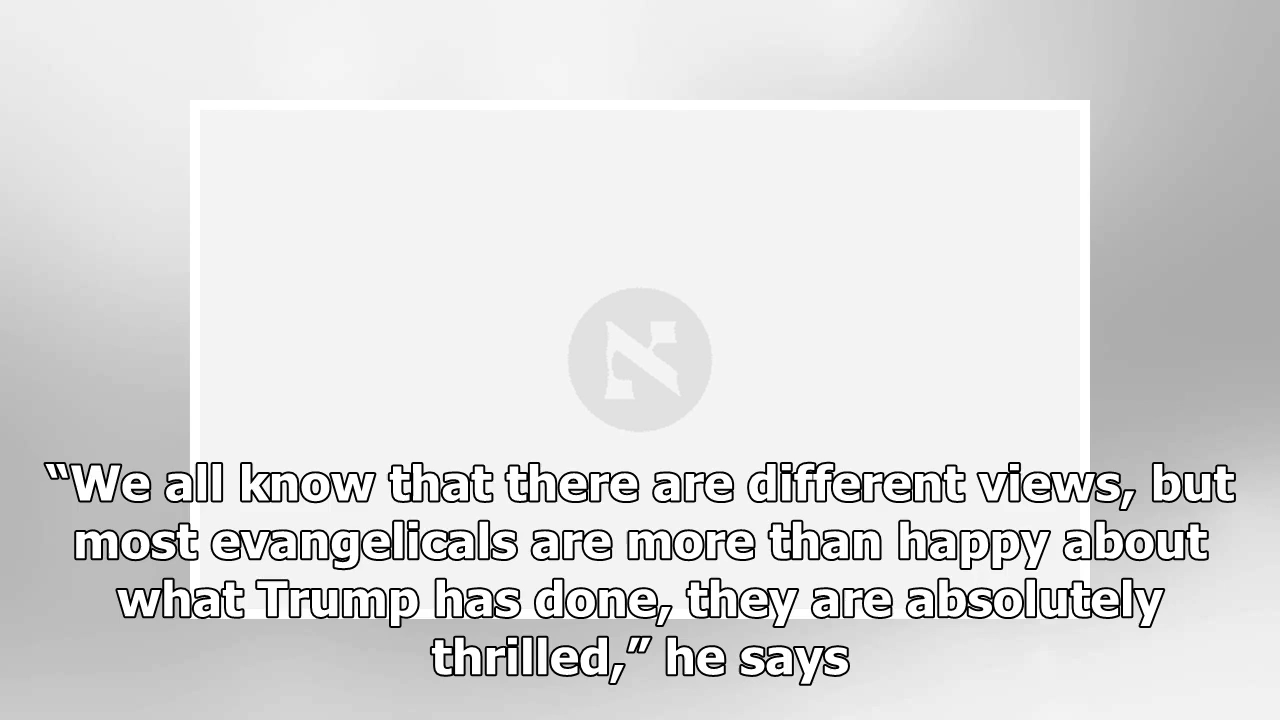 א
“We all know that there are different views, but
most evangelicals are more than happy about
what Trump has done, they are absolutely
thrilled,” he says